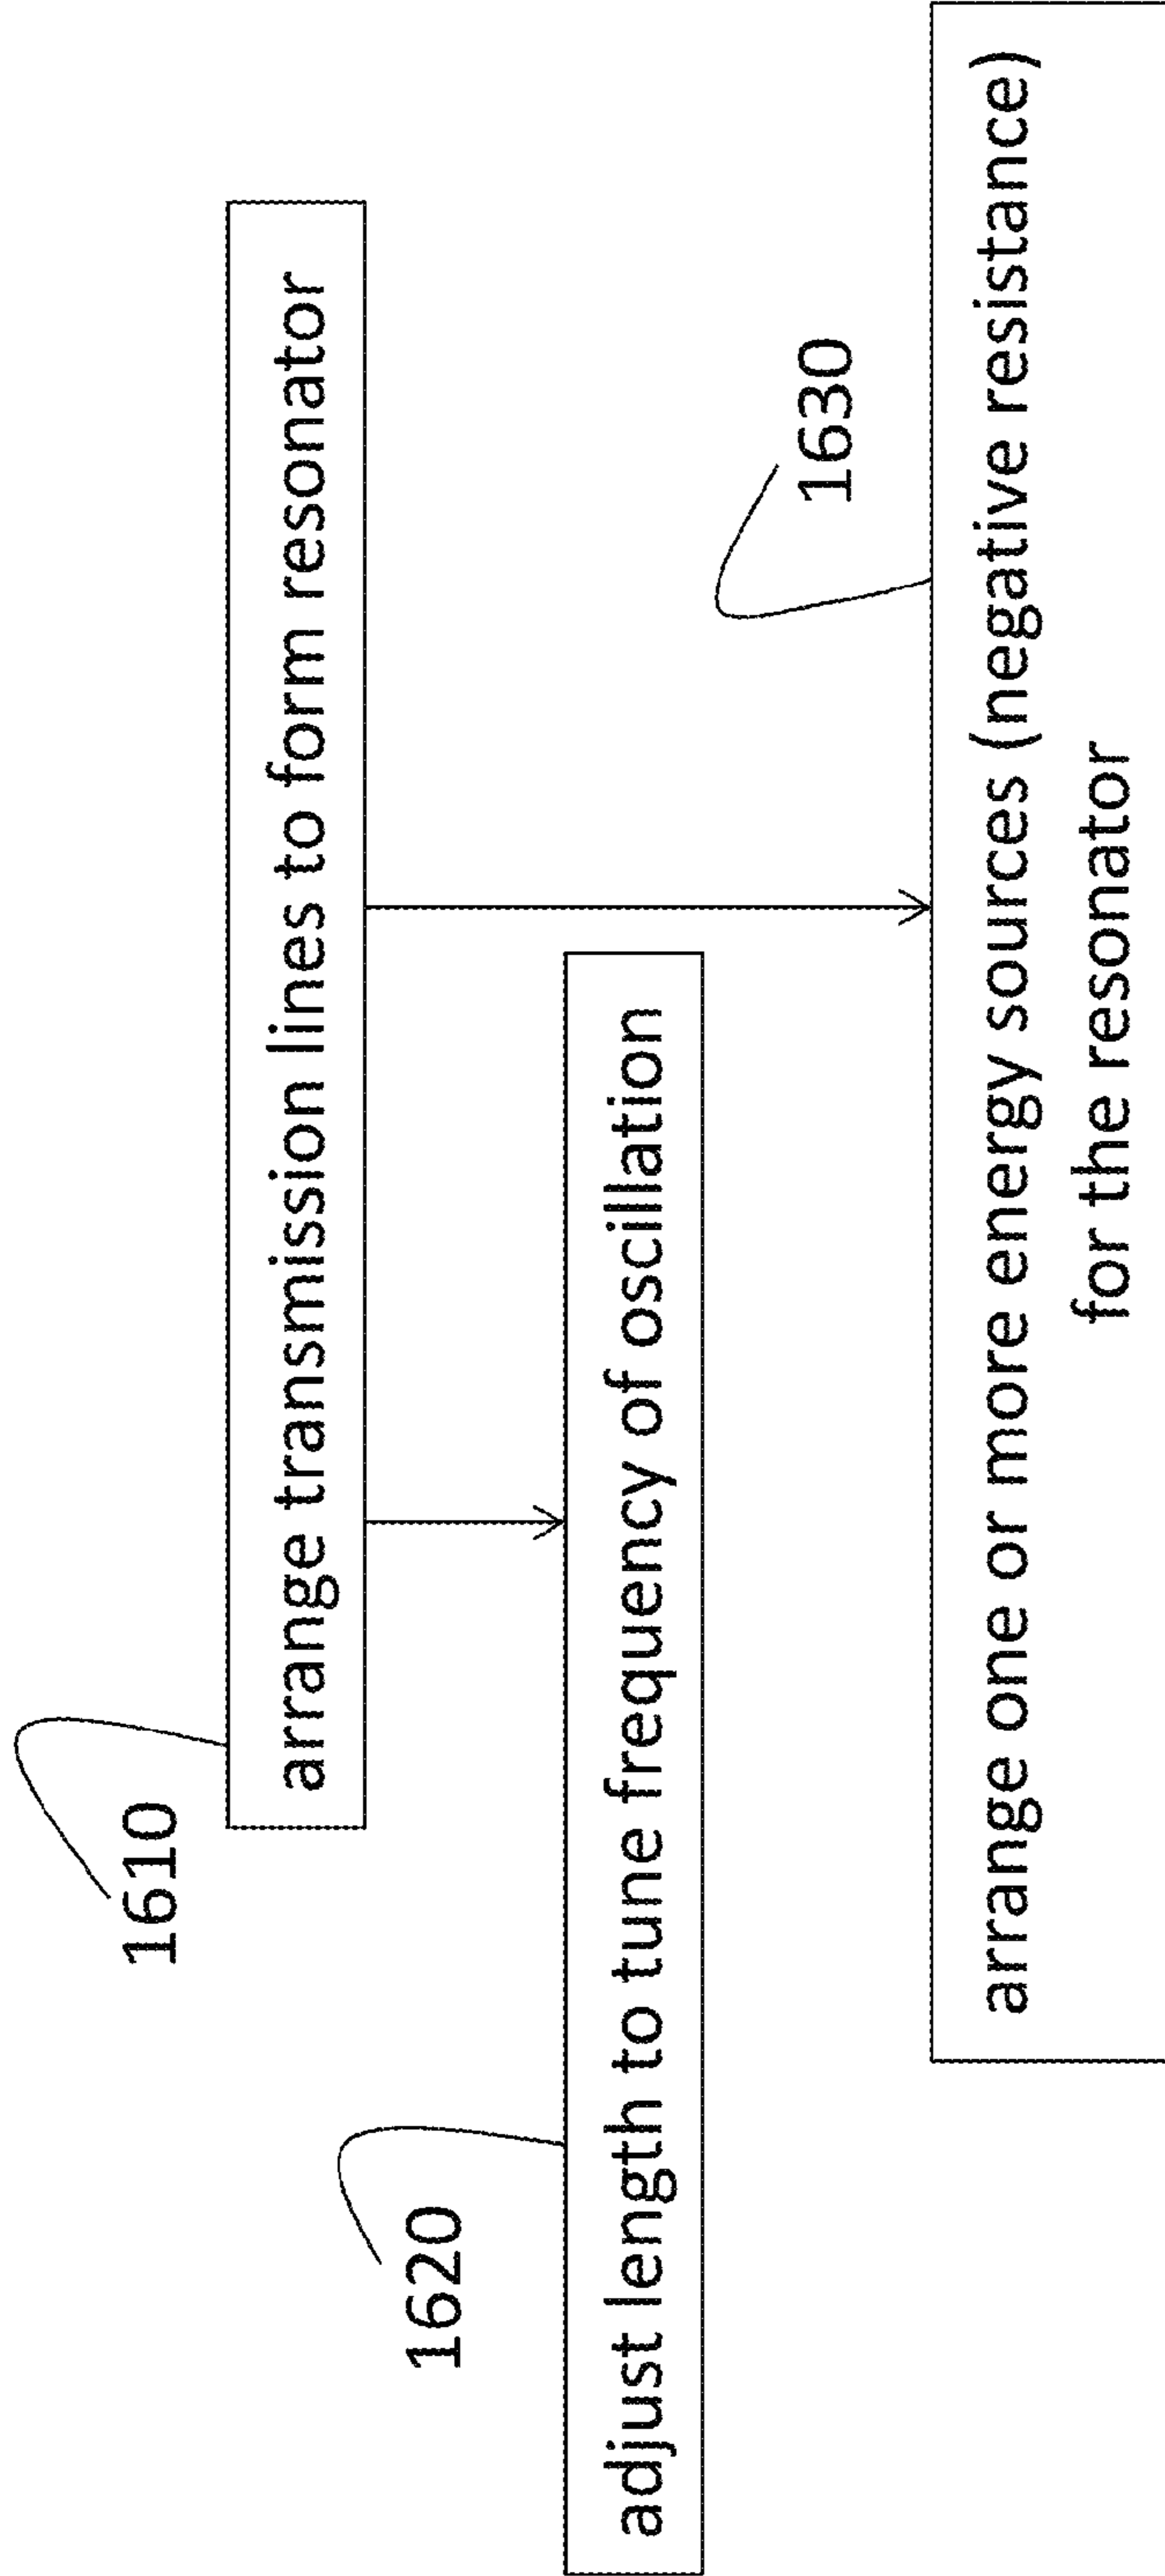 1610
arrange transmission lines to form resonator
1620
adjust length to tune frequency of oscillation
1630
arrange one or more energy sources (negative resistance)
for the resonator